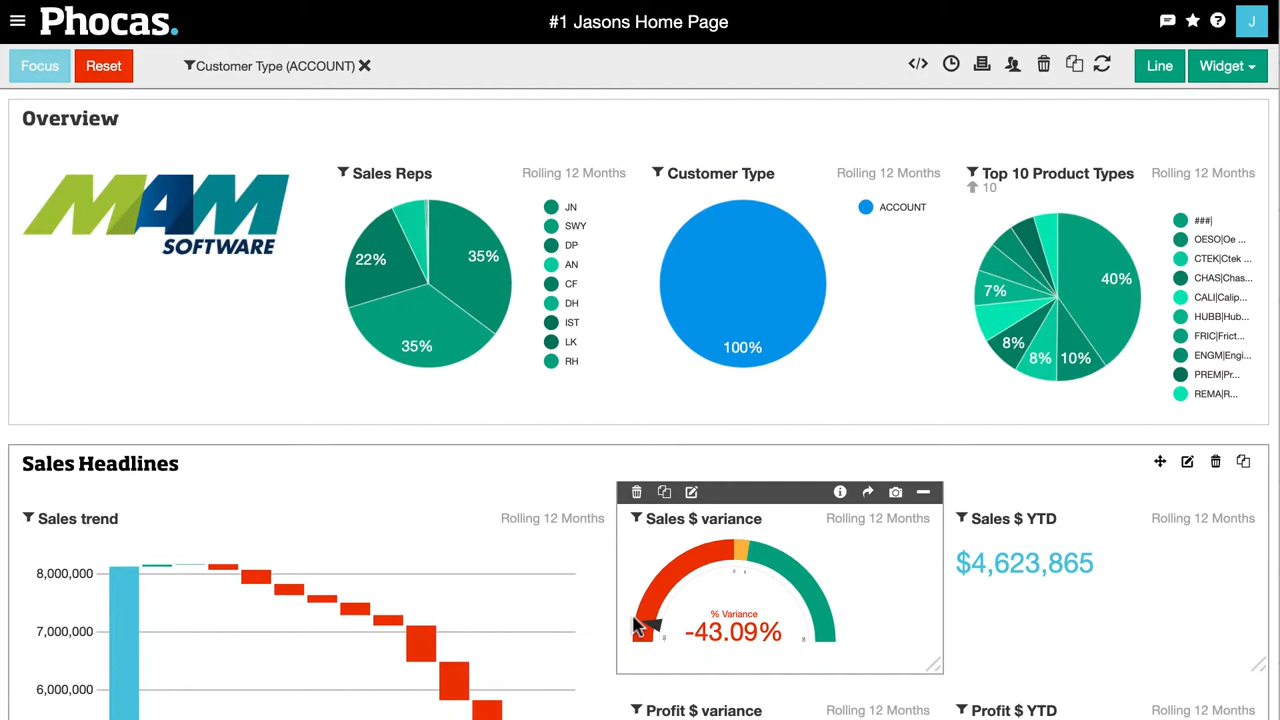 Phocas.
#1 Jasons Home Page
J
Focus
Reset
Customer Type (ACCOUNT)
Line
Widget
Overview
MAM
SOFTWARE
Sales Reps
Rolling 12 Months
35%
35%
22%
JN
SWY
DP
AN
CF
DH
IST
LK
RH
Customer Type
Rolling 12 Months
100%
ACCOUNT
Top 10 Product Types
Rolling 12 Months
10
40%
10%
8%
8%
7%
###|
OESO|Oe ...
CTEK|Ctek ...
CHAS|Chas...
CALI|Calip...
HUBB|Hub...
FRIC|Frict...
ENGM|Engi...
PREM|Pr...
REMA|R...
Sales Headlines
Sales trend
Rolling 12 Months
8,000,000
7,000,000
6,000,000
Sales $ variance
Rolling 12 Months
% Variance
-43.09%
Sales $ YTD
Rolling 12 Months
$4,623,865
Profit $ variance
Rolling 12 Months
Profit $ YTD
Rolling 12 Months